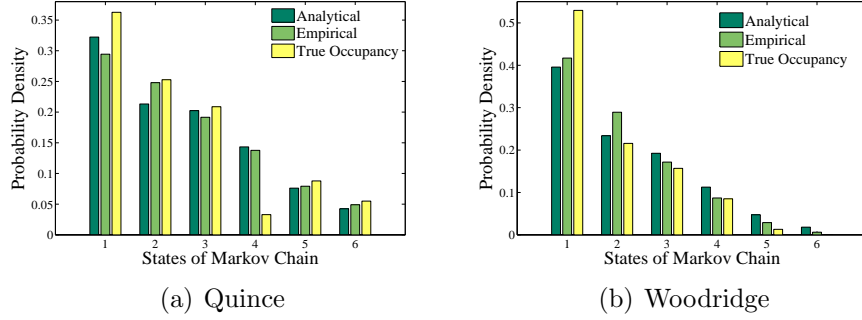 0.35
0.3
0.25
0.2
0.15
0.1
0.05
0
Probability Density
1 2 3 4 5 6
States of Markov Chain
Analytical
Empirical
True Occupancy
(a) Quince
0.5
0.4
0.3
0.2
0.1
0
Probability Density
1 2 3 4 5 6
States of Markov Chain
Analytical
Empirical
True Occupancy
(b) Woodridge